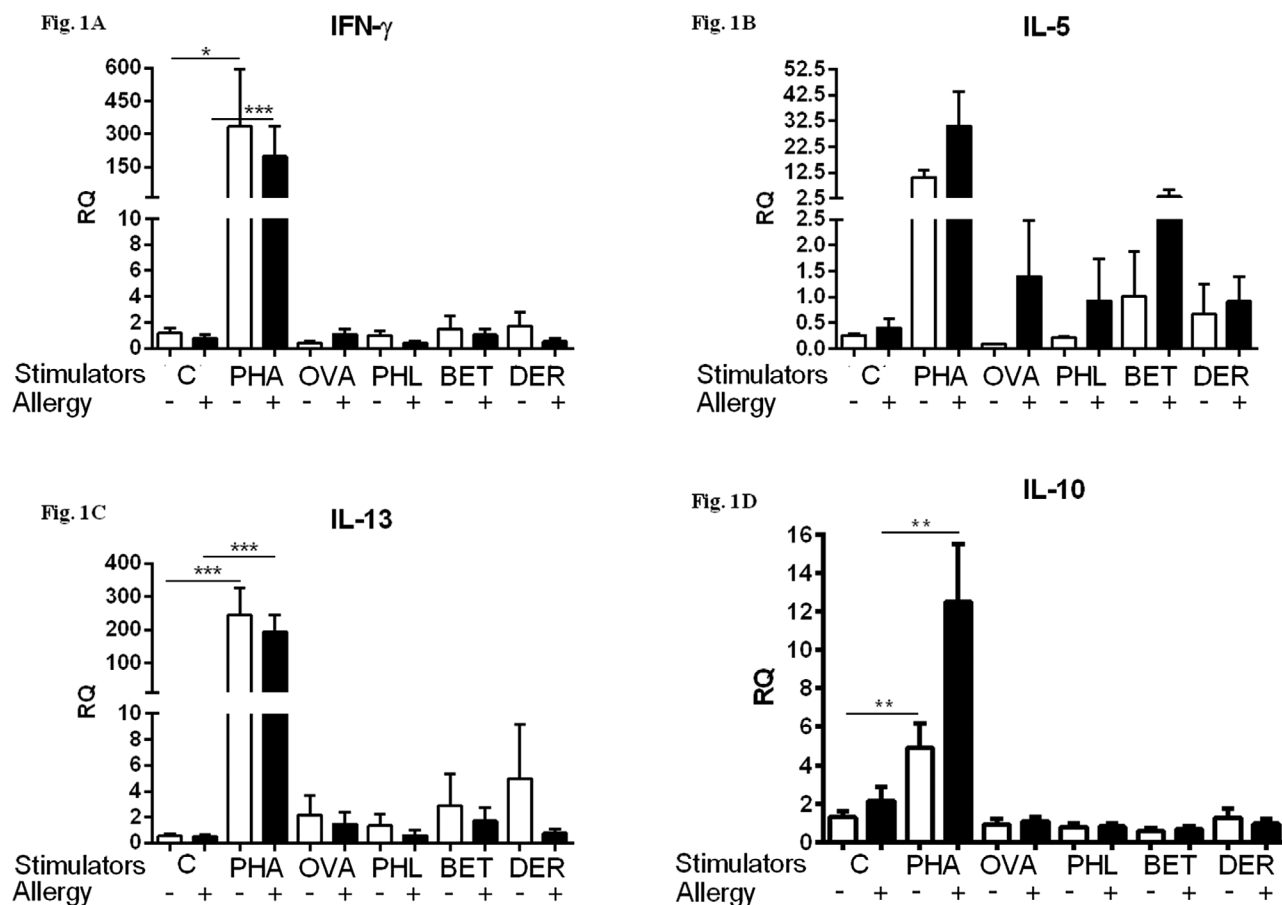 Fig. 1A
IFN-γ
*
***
600
450
300
150
10
8
6
4
2
0
RQ
Stimulators C PHA OVA PHL BET DER
Allergy - + - + - + - + - + - +
Fig. 1B
IL-5
52.5
42.5
32.5
22.5
12.5
2.5
2.5
2.0
1.5
1.0
0.5
0.0
RQ
Stimulators C PHA OVA PHL BET DER
Allergy - + - + - + - + - + - +
Fig. 1C
IL-13
***
***
400
300
200
100
10
8
6
4
2
0
RQ
Stimulators C PHA OVA PHL BET DER
Allergy - + - + - + - + - + - +
Fig. 1D
IL-10
**
**
16
14
12
10
8
6
4
2
0
RQ
Stimulators C PHA OVA PHL BET DER
Allergy - + - + - + - + - + - +